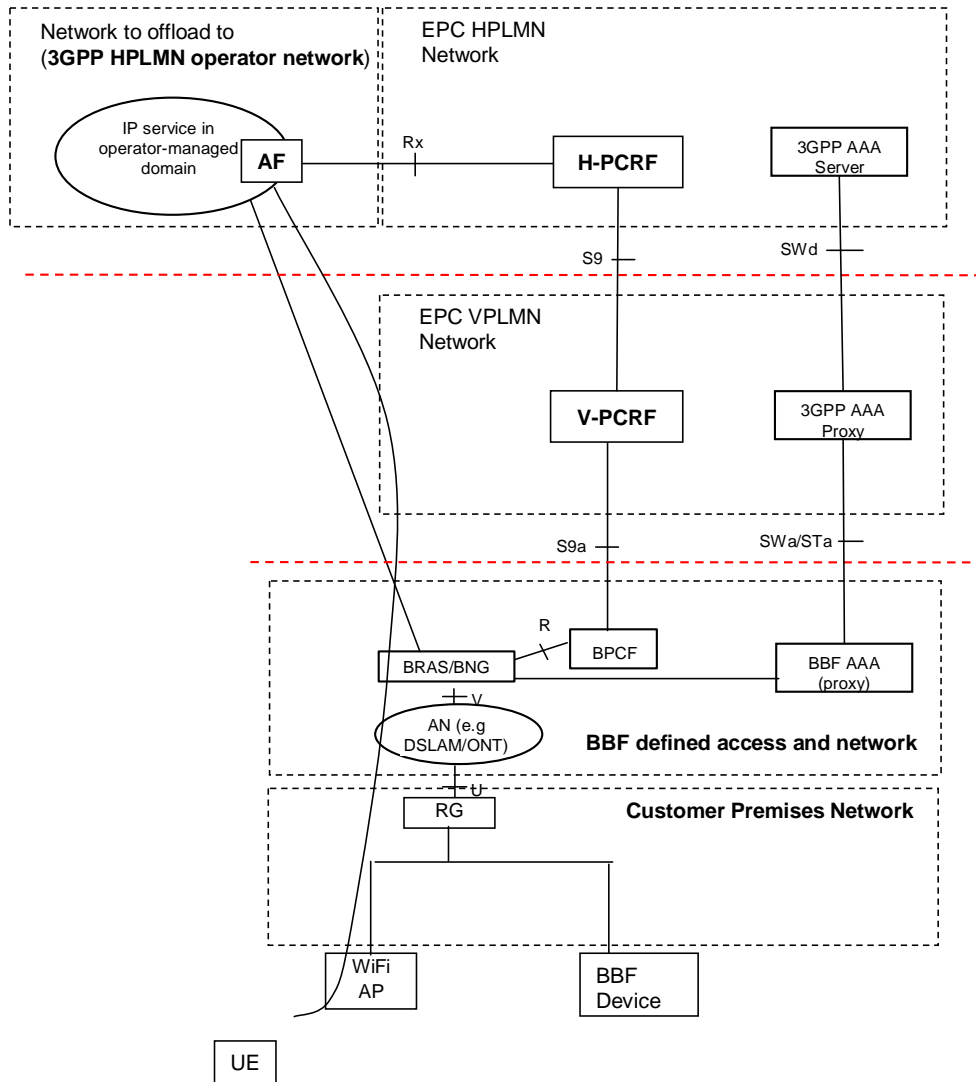 Network to offload to
(3GPP HPLMN operator network)
EPC HPLMN
Network
IP service in
operator-managed
domain
AF
Rx
H-PCRF
3GPP AAA
Server
S9
SWd
EPC VPLMN
Network
V-PCRF
3GPP AAA
Proxy
S9a
SWa/STa
R
BPCF
BRAS/BNG
BBF AAA
(proxy)
V
AN (e.g
DSLAM/ONT)
BBF defined access and network
U
RG
Customer Premises Network
WiFi
AP
BBF
Device
UE